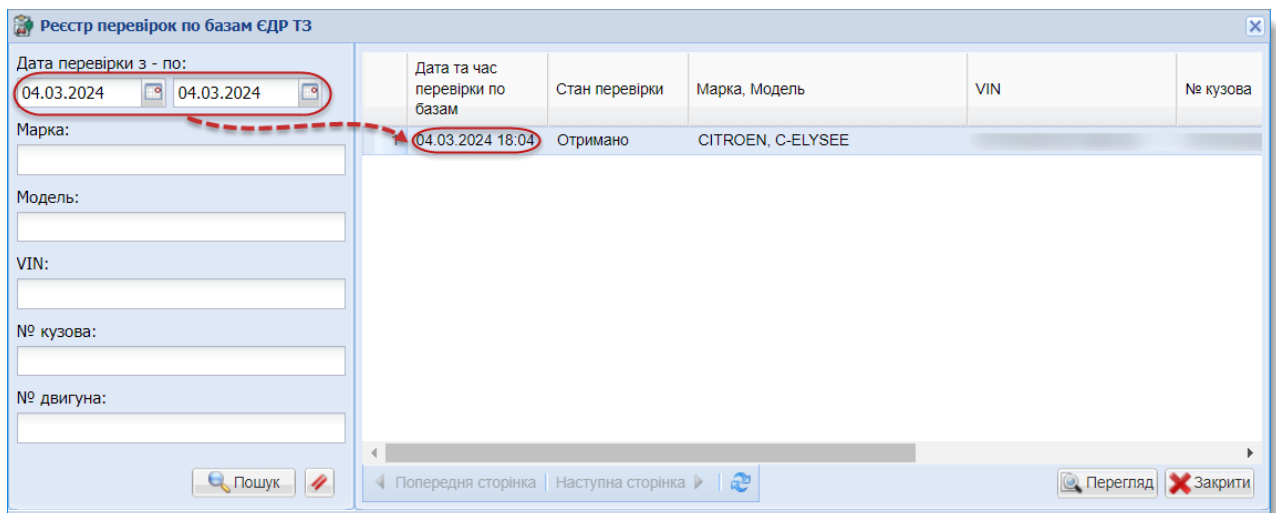 Реєстр перевірок по базам ЄДР ТЗ
Дата перевірки з - по:
04.03.2024 04.03.2024
Марка:
Модель:
VIN:
№ кузова:
№ двигуна:
Пошук
Дата та час
перевірки по
базам
Стан перевірки
Марка, Модель
VIN
№ кузова
1 04.03.2024 18:04 Отримано CITROEN, C-ELYSEE
Попередня сторінка Наступна сторінка
Перегляд Закрити